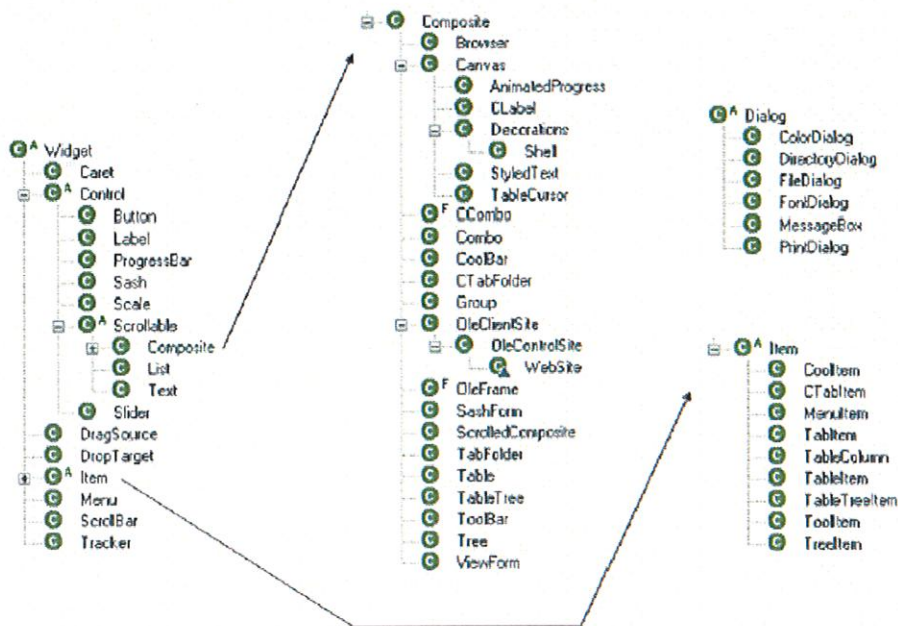 A Widget
Caret
A Control
Button
Label
ProgressBar
Sash
Scale
A Scrollable
Composite
List
Text
Slider
DragSource
DropTarget
A Item
Menu
ScrollBar
Tracker
Composite
Browser
Canvas
AnimatedProgress
CLabel
Decorations
Shell
StyledText
TableCursor
F CCombo
Combo
CoolBar
CTabFolder
Group
OleClientSite
OleControlSite
WebSite
F OleFrame
SashForm
ScrolledComposite
TabFolder
Table
TableTree
ToolBar
Tree
ViewForm
A Dialog
ColorDialog
DirectoryDialog
FileDialog
FontDialog
MessageBox
PrintDialog
A Item
CoolItem
CTabItem
MenuItem
TabItem
TableColumn
TableItem
TableTreeItem
ToolItem
TreeItem